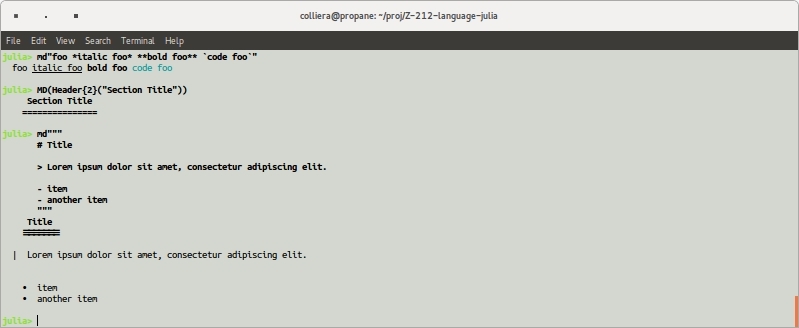 colliera@propane: ~/proj/Z-212-language-julia
File Edit View Search Terminal Help
julia> md"foo *italic foo* **bold foo** `code foo`"
  foo italic foo bold foo code foo

julia> MD(Header{2}("Section Title"))
     Section Title
    ===============

julia> md"""
       # Title

       > Lorem ipsum dolor sit amet, consectetur adipiscing elit.

       - item
       - another item
       """
     Title
    ≡≡≡≡≡≡≡

  |  Lorem ipsum dolor sit amet, consectetur adipiscing elit.

    •  item
    •  another item

julia>